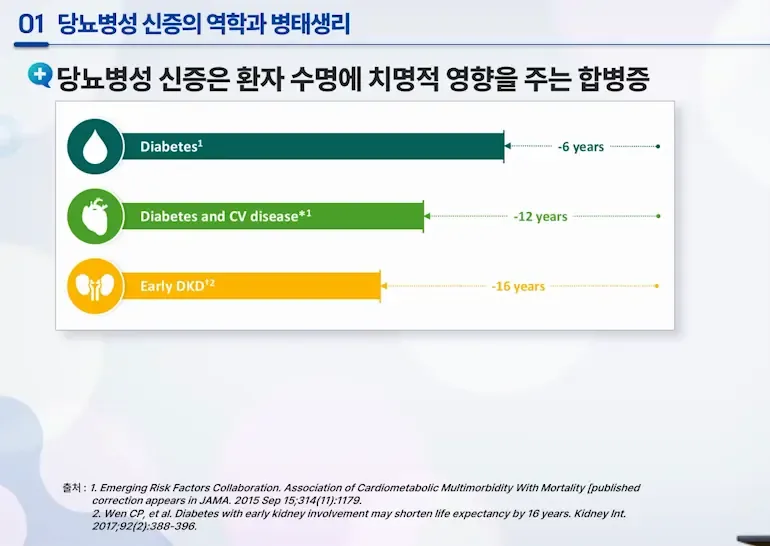 01 당뇨병성 신증의 역학과 병태생리
당뇨병성 신증은 환자 수명에 치명적 영향을 주는 합병증
Diabetes¹ -6 years
Diabetes and CV disease*¹ -12 years
Early DKD†² -16 years
출처 : 1. Emerging Risk Factors Collaboration. Association of Cardiometabolic Multimorbidity With Mortality [published
correction appears in JAMA. 2015 Sep 15;314(11):1179.
2. Wen CP, et al. Diabetes with early kidney involvement may shorten life expectancy by 16 years. Kidney Int.
2017;92(2):388-396.